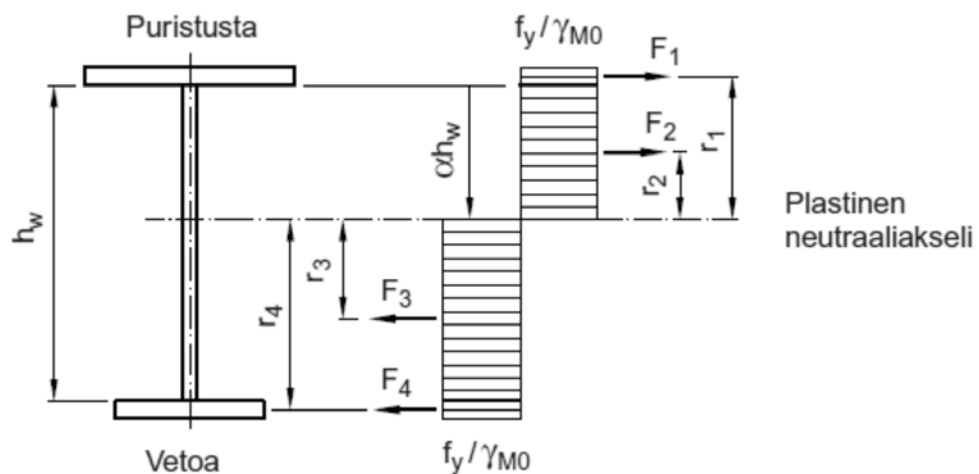 Puristusta
f_y / γ_M0
F_1
F_2
αh_w
r_1
r_2
h_w
Plastinen
neutraaliakseli
r_3
r_4
F_3
F_4
Vetoa
f_y / γ_M0